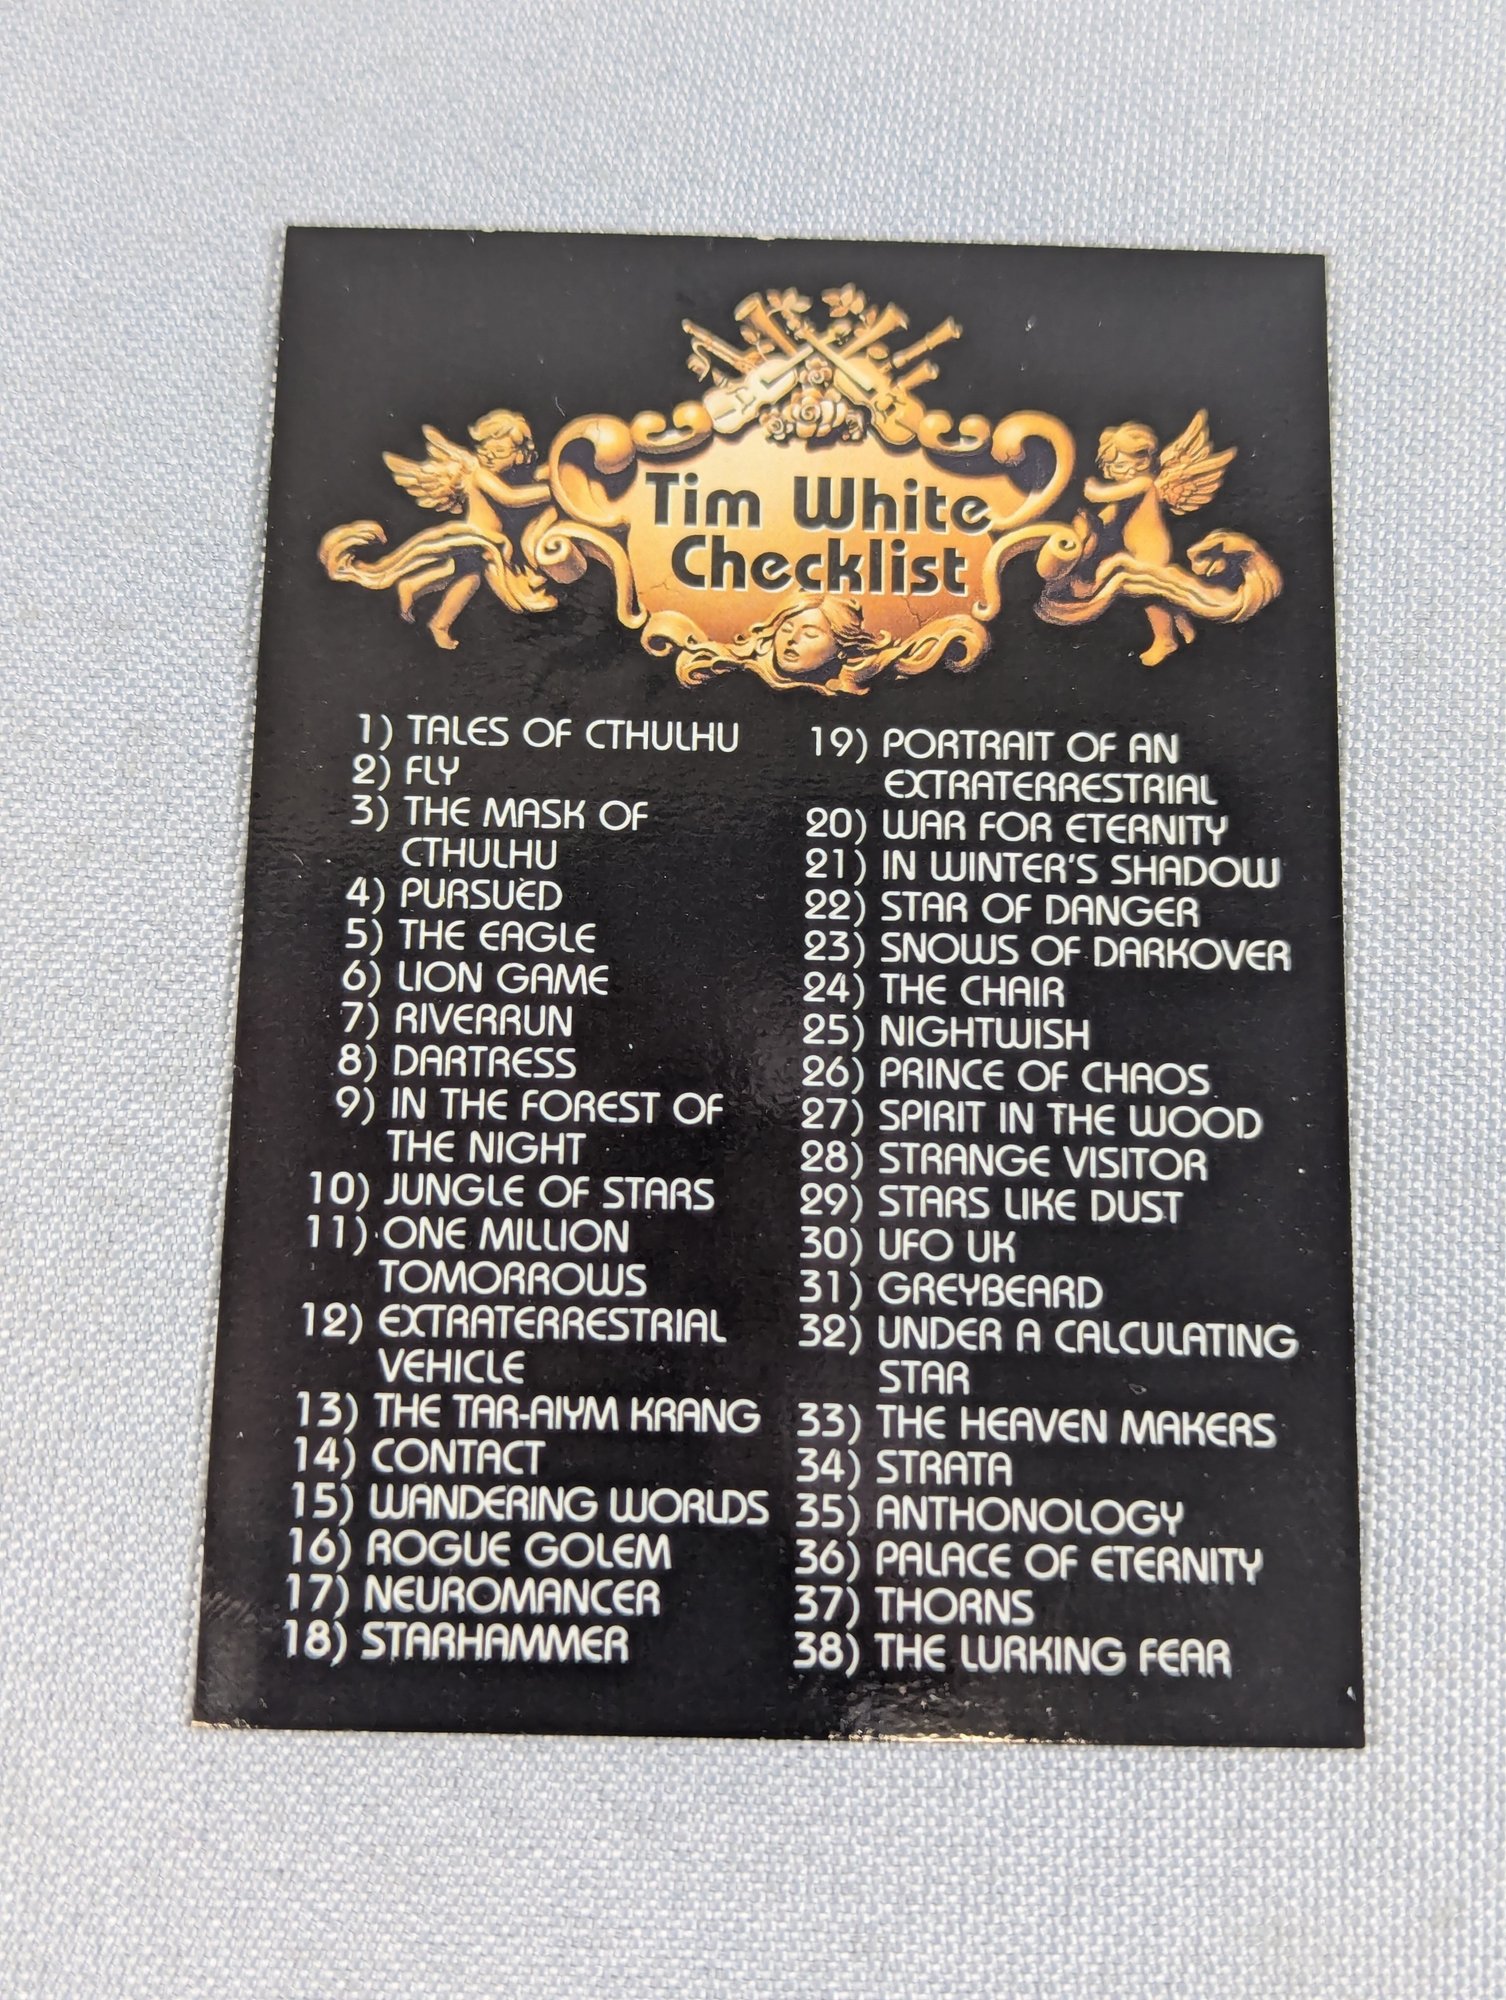 Tim White
Checklist
1) TALES OF CTHULHU
2) FLY
3) THE MASK OF
CTHULHU
4) PURSUED
5) THE EAGLE
6) LION GAME
7) RIVERRUN
8) DARTRESS
9) IN THE FOREST OF
THE NIGHT
10) JUNGLE OF STARS
11) ONE MILLION
TOMORROWS
12) EXTRATERRESTRIAL
VEHICLE
13) THE TAR-AIYM KRANG
14) CONTACT
15) WANDERING WORLDS
16) ROGUE GOLEM
17) NEUROMANCER
18) STARHAMMER
19) PORTRAIT OF AN
EXTRATERRESTRIAL
20) WAR FOR ETERNITY
21) IN WINTER'S SHADOW
22) STAR OF DANGER
23) SNOWS OF DARKOVER
24) THE CHAIR
25) NIGHTWISH
26) PRINCE OF CHAOS
27) SPIRIT IN THE WOOD
28) STRANGE VISITOR
29) STARS LIKE DUST
30) UFO UK
31) GREYBEARD
32) UNDER A CALCULATING
STAR
33) THE HEAVEN MAKERS
34) STRATA
35) ANTHONOLOGY
36) PALACE OF ETERNITY
37) THORNS
38) THE LURKING FEAR